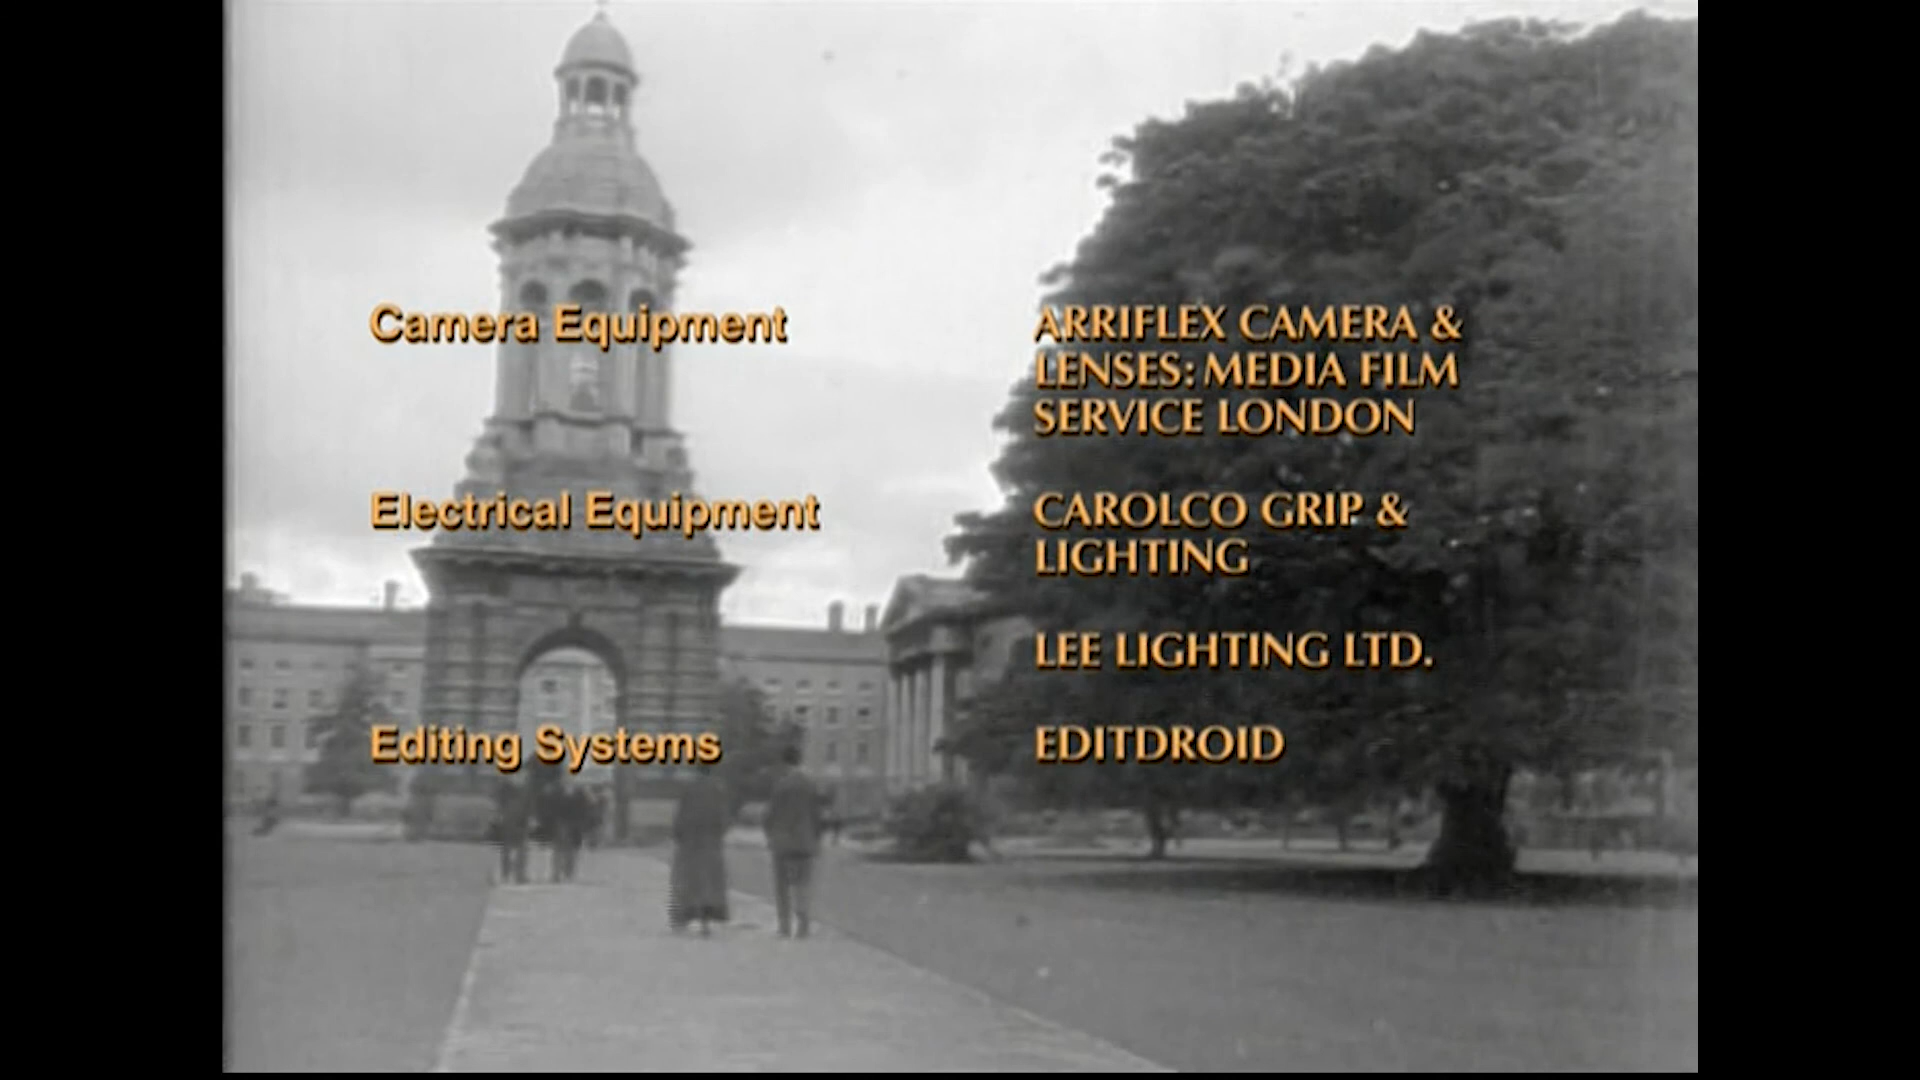 Camera Equipment
ARRIFLEX CAMERA &
LENSES: MEDIA FILM
SERVICE LONDON
Electrical Equipment
CAROLCO GRIP &
LIGHTING
LEE LIGHTING LTD.
Editing Systems
EDITDROID